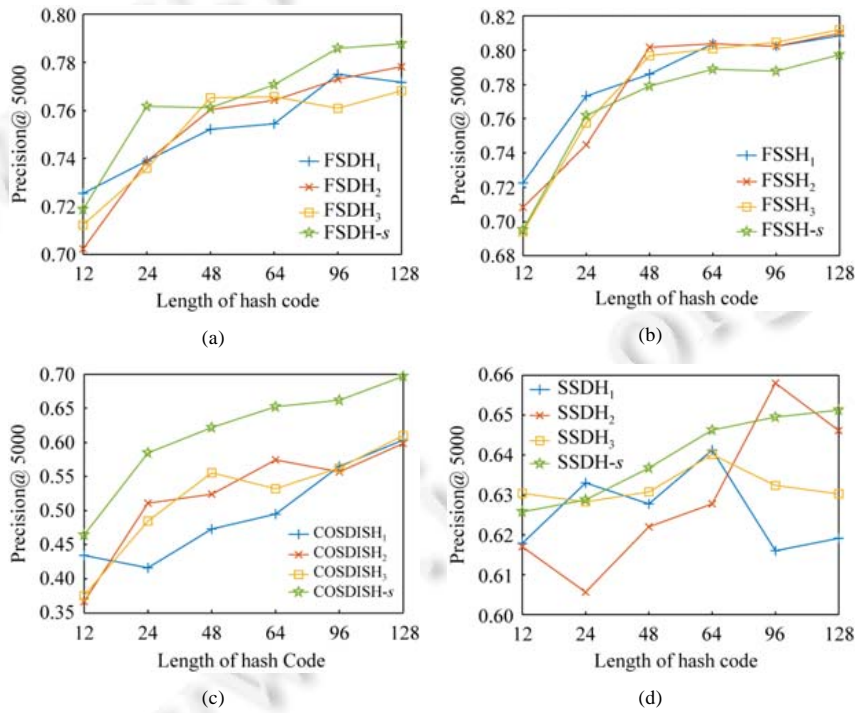 0.80
0.78
0.76
0.74
0.72
0.70
Precision@ 5000
FSDH₁
FSDH₂
FSDH₃
FSDH-s
12 24 48 64 96 128
Length of hash code
(a)
0.82
0.80
0.78
0.76
0.74
0.72
0.70
0.68
Precision@ 5000
FSSH₁
FSSH₂
FSSH₃
FSSH-s
12 24 48 64 96 128
Length of hash code
(b)
0.70
0.65
0.60
0.55
0.50
0.45
0.40
0.35
Precision@ 5000
COSDISH₁
COSDISH₂
COSDISH₃
COSDISH-s
12 24 48 64 96 128
Length of hash Code
(c)
0.66
0.65
0.64
0.63
0.62
0.61
0.60
Precision@ 5000
SSDH₁
SSDH₂
SSDH₃
SSDH-s
12 24 48 64 96 128
Length of hash code
(d)